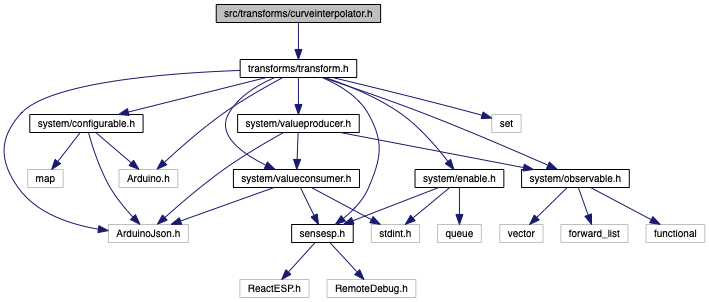 src/transforms/curveinterpolator.h
transforms/transform.h
system/configurable.h
system/valueproducer.h
set
map
Arduino.h
system/valueconsumer.h
system/enable.h
system/observable.h
ArduinoJson.h
sensesp.h
stdint.h
queue
vector
forward_list
functional
ReactESP.h
RemoteDebug.h